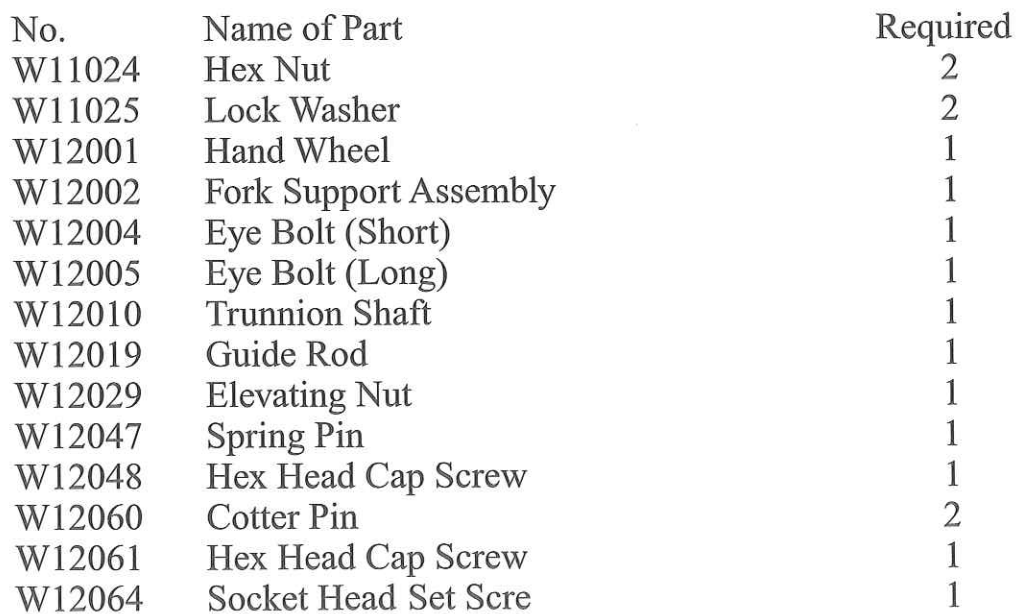 No. Name of Part Required
W11024 Hex Nut 2
W11025 Lock Washer 2
W12001 Hand Wheel 1
W12002 Fork Support Assembly 1
W12004 Eye Bolt (Short) 1
W12005 Eye Bolt (Long) 1
W12010 Trunnion Shaft 1
W12019 Guide Rod 1
W12029 Elevating Nut 1
W12047 Spring Pin 1
W12048 Hex Head Cap Screw 1
W12060 Cotter Pin 2
W12061 Hex Head Cap Screw 1
W12064 Socket Head Set Scre 1